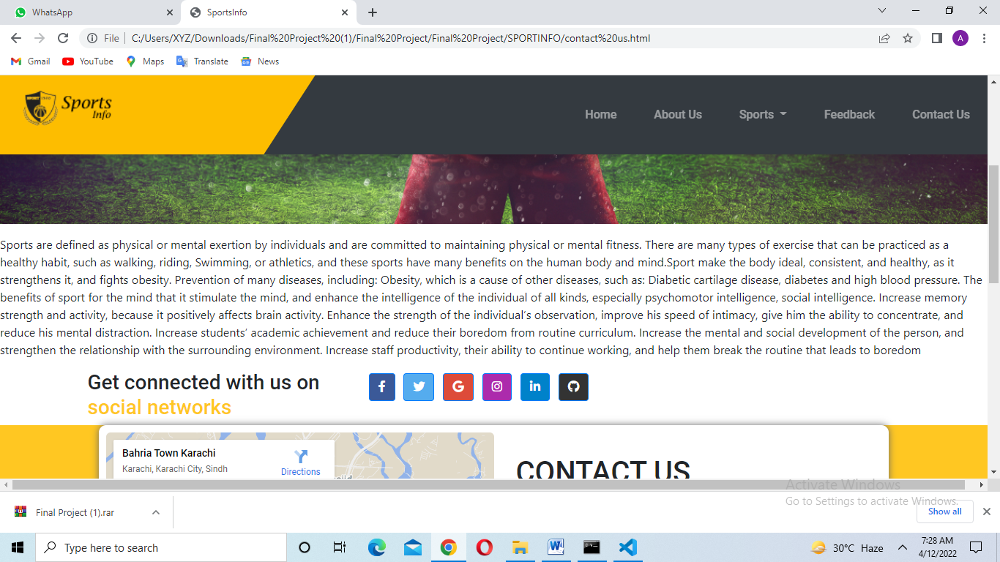 WhatsApp
SportsInfo
File
C:/Users/XYZ/Downloads/Final%20Project%20(1)/Final%20Project/Final%20Project/SPORTINFO/contact%20us.html
A
Gmail
YouTube
Maps
Translate
News
Sports
Info
Home
About Us
Sports
Feedback
Contact Us
Sports are defined as physical or mental exertion by individuals and are committed to maintaining physical or mental fitness. There are many types of exercise that can be practiced as a
healthy habit, such as walking, riding, Swimming, or athletics, and these sports have many benefits on the human body and mind.Sport make the body ideal, consistent, and healthy, as it
strengthens it, and fights obesity. Prevention of many diseases, including: Obesity, which is a cause of other diseases, such as: Diabetic cartilage disease, diabetes and high blood pressure. The
benefits of sport for the mind that it stimulate the mind, and enhance the intelligence of the individual of all kinds, especially psychomotor intelligence, social intelligence. Increase memory
strength and activity, because it positively affects brain activity. Enhance the strength of the individual’s observation, improve his speed of intimacy, give him the ability to concentrate, and
reduce his mental distraction. Increase students’ academic achievement and reduce their boredom from routine curriculum. Increase the mental and social development of the person, and
strengthen the relationship with the surrounding environment. Increase staff productivity, their ability to continue working, and help them break the routine that leads to boredom
Get connected with us on
social networks
Bahria Town Karachi
Karachi, Karachi City, Sindh
Directions
CONTACT US
Activate Windows
Go to Settings to activate Windows.
Final Project (1).rar
Show all
Type here to search
30°C Haze
7:28 AM
4/12/2022